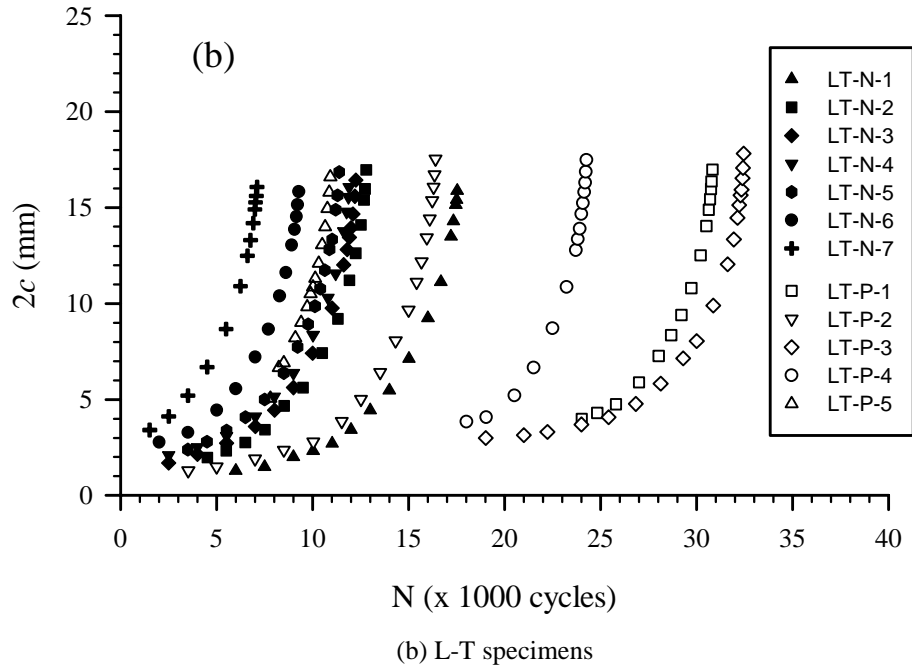 25
20
15
10
5
0
2c (mm)
(b)
0 5 10 15 20 25 30 35 40
N (x 1000 cycles)
LT-N-1
LT-N-2
LT-N-3
LT-N-4
LT-N-5
LT-N-6
LT-N-7
LT-P-1
LT-P-2
LT-P-3
LT-P-4
LT-P-5
(b) L-T specimens